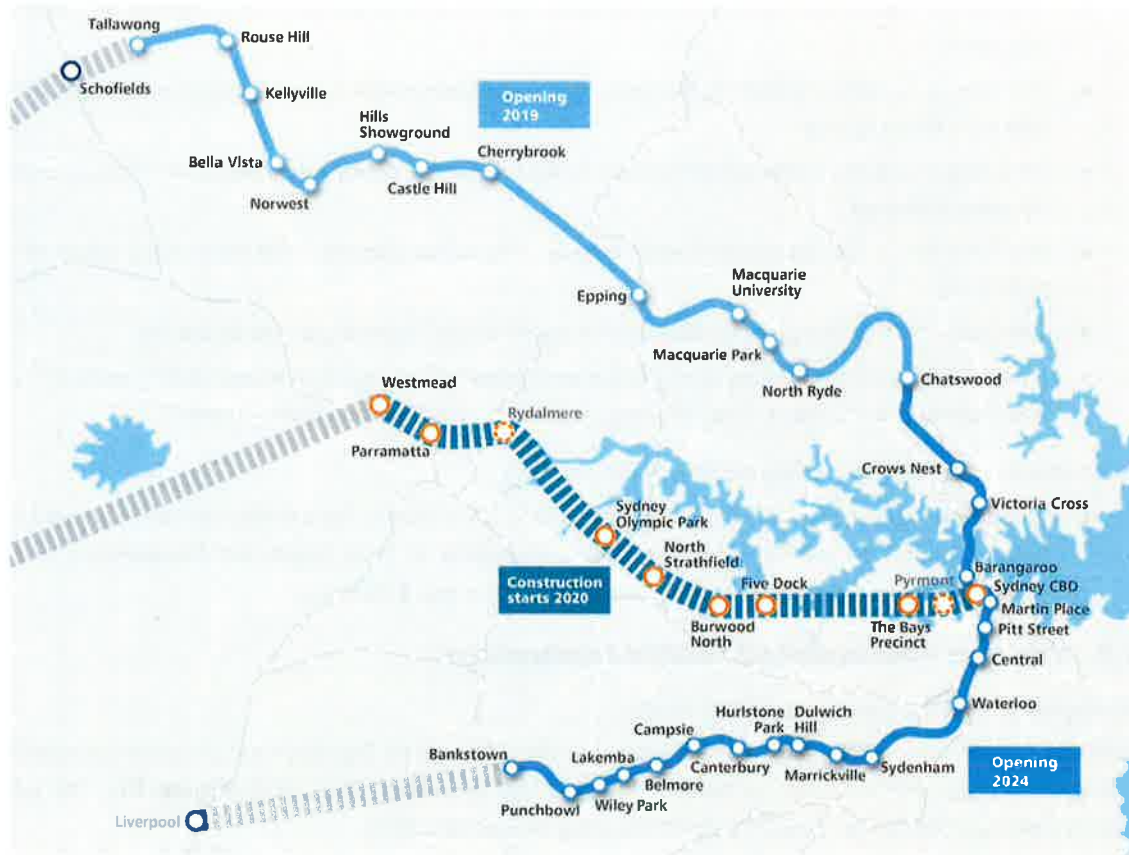 Tallawong
Rouse Hill
Schofields
Kellyville
Opening
2019
Hills
Showground
Cherrybrook
Bella Vista
Castle Hill
Norwest
Macquarie
University
Epping
Macquarie Park
North Ryde
Chatswood
Westmead
Rydalmere
Parramatta
Crows Nest
Victoria Cross
Sydney
Olympic Park
North
Strathfield
Construction
starts 2020
Five Dock
Pyrmont
Barangaroo
Sydney CBD
Martin Place
Burwood
North
The Bays
Precinct
Pitt Street
Central
Waterloo
Hurlstone
Park
Dulwich
Hill
Campsie
Bankstown
Lakemba
Canterbury
Marrickville
Sydenham
Belmore
Wiley Park
Punchbowl
Opening
2024
Liverpool